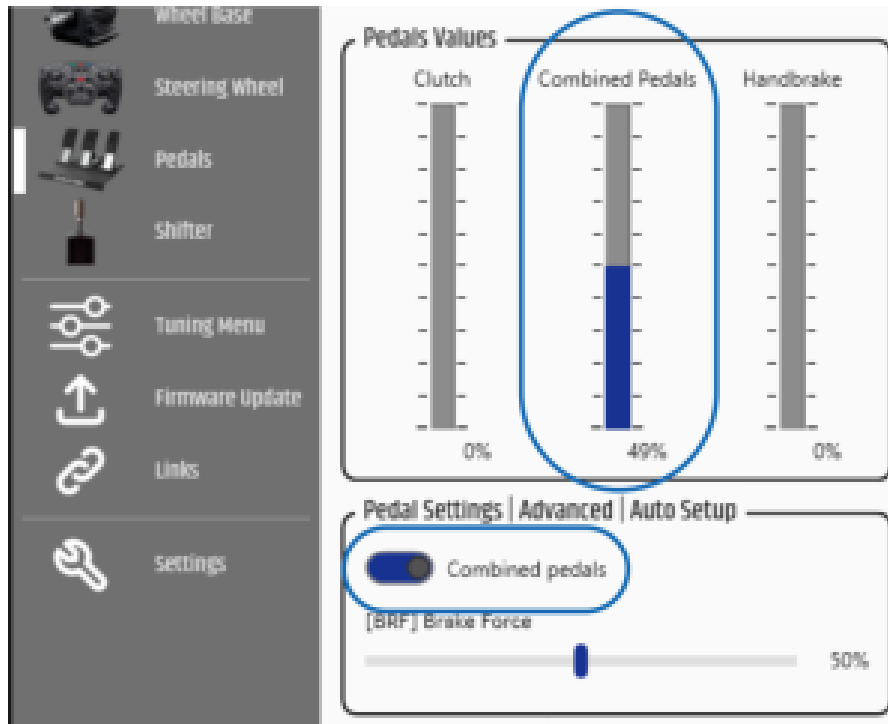 Wheel Base
Steering Wheel
Pedals
Shifter
Tuning Menu
Firmware Update
Links
Settings
Pedals Values
Clutch Combined Pedals Handbrake
0% 49% 0%
Pedal Settings | Advanced | Auto Setup
Combined pedals
[BRF] Brake Force
50%